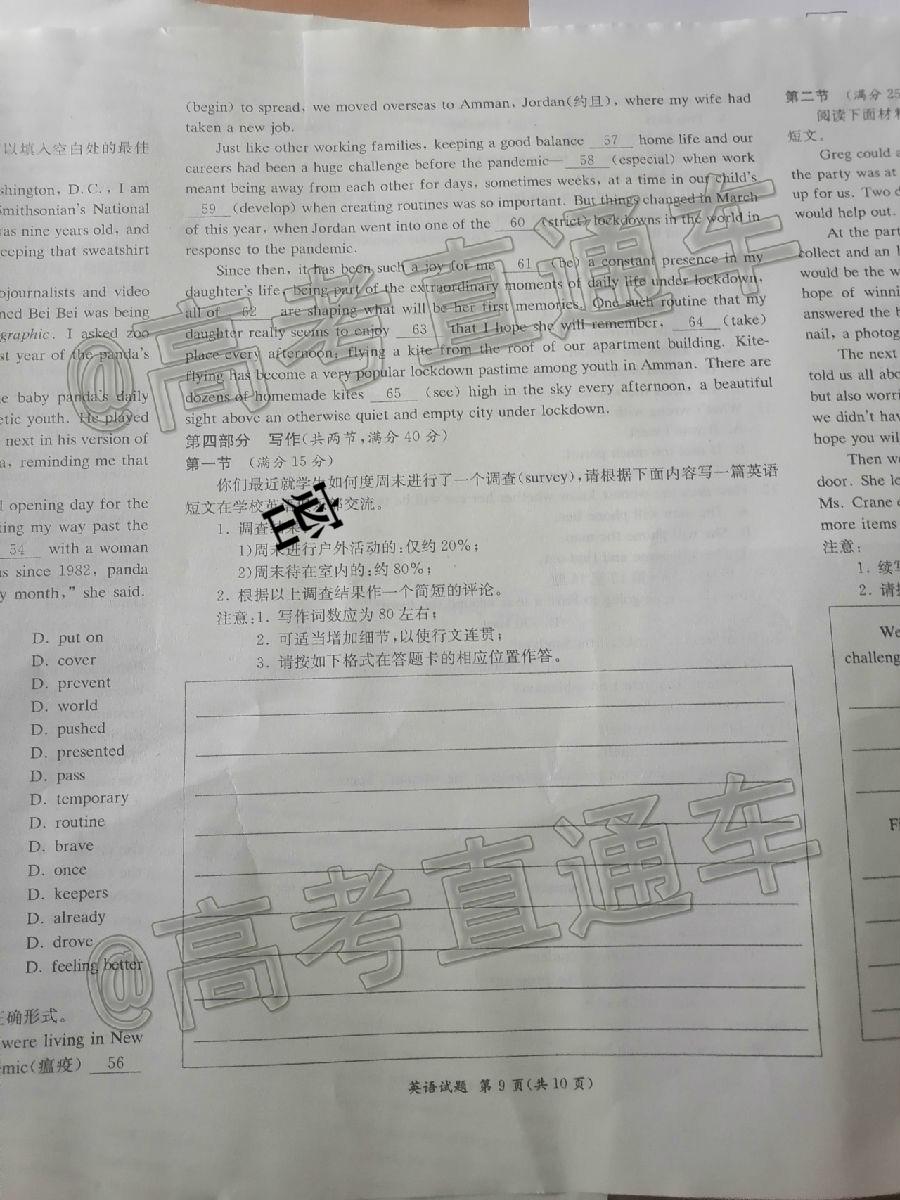 以填入空白处的最佳
shington, D.C., I am
Smithsonian's National
was nine years old, and
eeping that sweatshirt
ojournalists and video
ned Bei Bei was being
graphic. I asked zoo
st year of the panda's
e baby panda's daily
etic youth. He played
next in his version of
a, reminding me that
l opening day for the
ting my way past the
54 with a woman
as since 1982, panda
y month," she said.
D. put on
D. cover
D. prevent
D. world
D. pushed
D. presented
D. pass
D. temporary
D. routine
D. brave
D. once
D. keepers
D. already
D. drove
D. feeling better
正确形式。
were living in New
emic(瘟疫) 56
(begin) to spread, we moved overseas to Amman, Jordan(约旦), where my wife had
taken a new job.
Just like other working families, keeping a good balance 57 home life and our
careers had been a huge challenge before the pandemic— 58 (especial) when work
meant being away from each other for days, sometimes weeks, at a time in our child's
59 (develop) when creating routines was so important. But things changed in March
of this year, when Jordan went into one of the 60 (strict) lockdowns in the world in
response to the pandemic.
Since then, it has been such a joy for me 61 (be) a constant presence in my
daughter's life, being part of the extraordinary moments of daily life under lockdown,
all of 62 are shaping what will be her first memories. One such routine that my
daughter really seems to enjoy 63 that I hope she will remember, 64 (take)
place every afternoon, flying a kite from the roof of our apartment building. Kite-
flying has become a very popular lockdown pastime among youth in Amman. There are
dozens of homemade kites 65 (see) high in the sky every afternoon, a beautiful
sight above an otherwise quiet and empty city under lockdown.
第四部分 写作(共两节,满分 40 分)
第一节 (满分 15 分)
你们最近就学生如何度周末进行了一个调查(survey),请根据下面内容写一篇英语
短文在学校英 交流。
1. 调查结
1)周末进行户外活动的:仅约 20%;
2)周末待在室内的:约 80%;
2. 根据以上调查结果作一个简短的评论。
注意:1. 写作词数应为 80 左右;
2. 可适当增加细节,以使行文连贯;
3. 请按如下格式在答题卡的相应位置作答。
密
英语试题 第 9 页(共 10 页)
第二节 (满分 25
阅读下面材料
短文。
Greg could a
the party was at
up for us. Two d
would help out.
At the part
collect and an l
would be the w
hope of winni
answered the b
nail, a photog
The next
told us all abo
but also worri
we didn't hav
hope you will
Then we
door. She le
Ms. Crane
more items
注意:
1. 续写
2. 请按
We
challeng
Fi
@高考直通车
@高考直通车